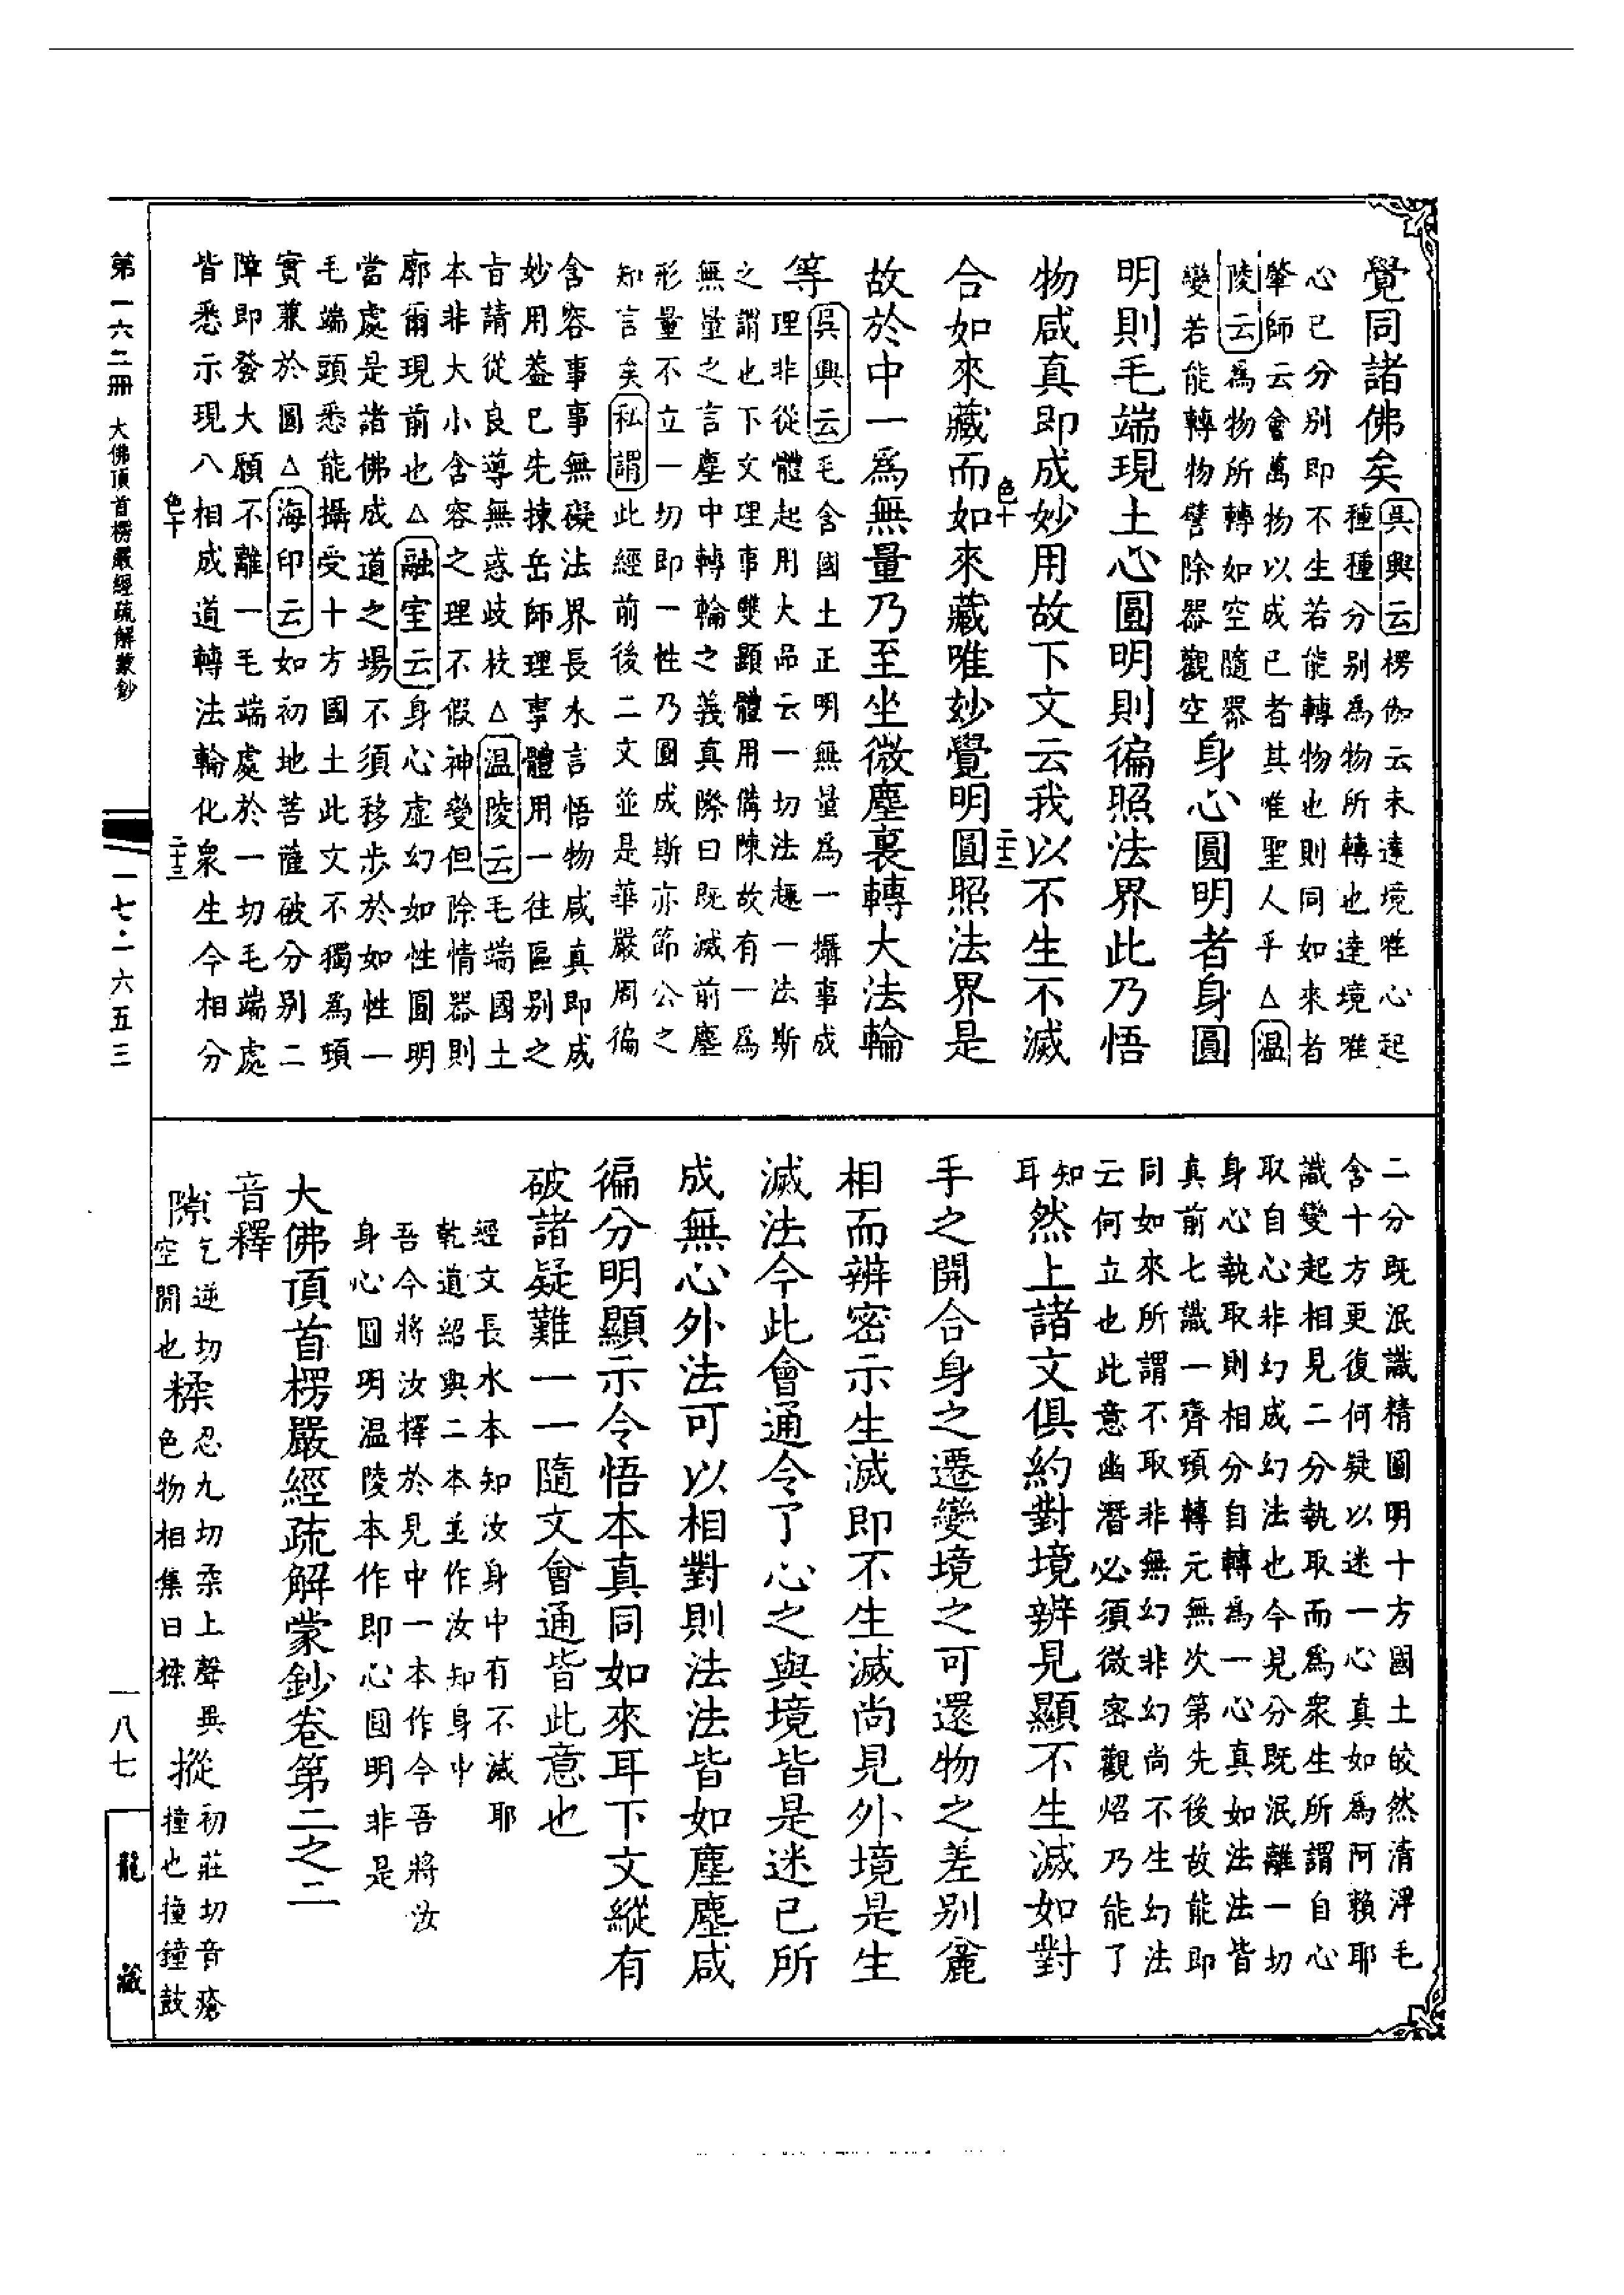 覺同諸佛矣
吳興云楞伽云未達境唯心起
種種分别為物所轉也達境唯
心已分别即不生若能轉物也則同如來者
肇師云會萬物以成已者其唯聖人乎△温
陵云為物所轉如空隨器
變若能轉物譬除器觀空
身心圓明者身圓
明則毛端現土心圓明則徧照法界此乃悟
物咸真即成妙用故下文云我以不生不滅
色十 二十三
合如來藏而如來藏唯妙覺明圓照法界是
故於中一為無量乃至坐微塵裏轉大法輪
等
吳興云毛含國土正明無量為一攝事成
理非從體起用大品云一切法趣一法斯
之謂也下文理事雙顯體用備陳故有一為
無量之言塵中轉輪之義真際曰既滅前塵
形量不立一切即一性乃圓成斯亦節公之
知言矣私謂此經前後二文並是華嚴周徧
含容事事無礙法界長水言悟物咸真即成
妙用葢已先揀岳師理事體用一往區别之
旨請從良導無惑歧枝△温陵云毛端國土
本非大小含容之理不假神變但除情器則
廓爾現前也△融室云身心虛幻如性圓明
當處是諸佛成道之場不須移步於如性一
毛端頭悉能攝受十方國土此文不獨為頊
實兼於圓△海印云如初地菩薩破分别二
障即發大願不離一毛端處於一切毛端處
皆悉示現八相成道轉法輪化衆生今相分
色十 二十三
二分既泯識精圓明十方國土皎然清淨毛
含十方更復何疑以迷一心真如為阿賴耶
識變起相見二分執取而為衆生所謂自心
取自心非幻成幻法也今見分既泯離一切
身心執取則相分自轉為一心真如法法皆
真前七識一齊頊轉元無次第先後故能即
同如來所謂不取非無幻非幻尚不生幻法
云何立也此意幽潛必須微密觀炤乃能了
知
耳
然上諸文俱約對境辨見顯不生滅如對
手之開合身之遷變境之可還物之差别麄
相而辨密示生滅即不生滅尚見外境是生
滅法今此會通令了心之與境皆是迷已所
成無心外法可以相對則法法皆如塵塵咸
徧分明顯示令悟本真同如來耳下文縱有
破諸疑難一一隨文會通皆此意也
經文長水本知汝身中有不滅耶
乾道紹興二本並作汝知身中
吾今將汝擇於見中一本作今吾將汝
身心圓明温陵本作即心圓明非是
大佛頂首楞嚴經疏解蒙鈔卷第二之二
音釋
隙
乞逆切
空閒也
糅
忍九切柔上聲異
色物相集曰糅
摐
初莊切音瘡
撞也撞鐘鼓
第一六二册 大佛頂首楞嚴經疏解蒙鈔
一七·二六五三
一八七
龍藏